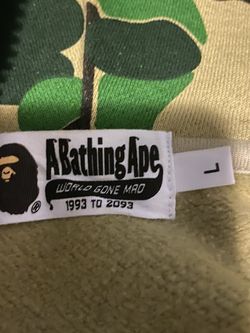 A Bathing Ape
WORLD GONE MAD
1993 TO 2093
®
L